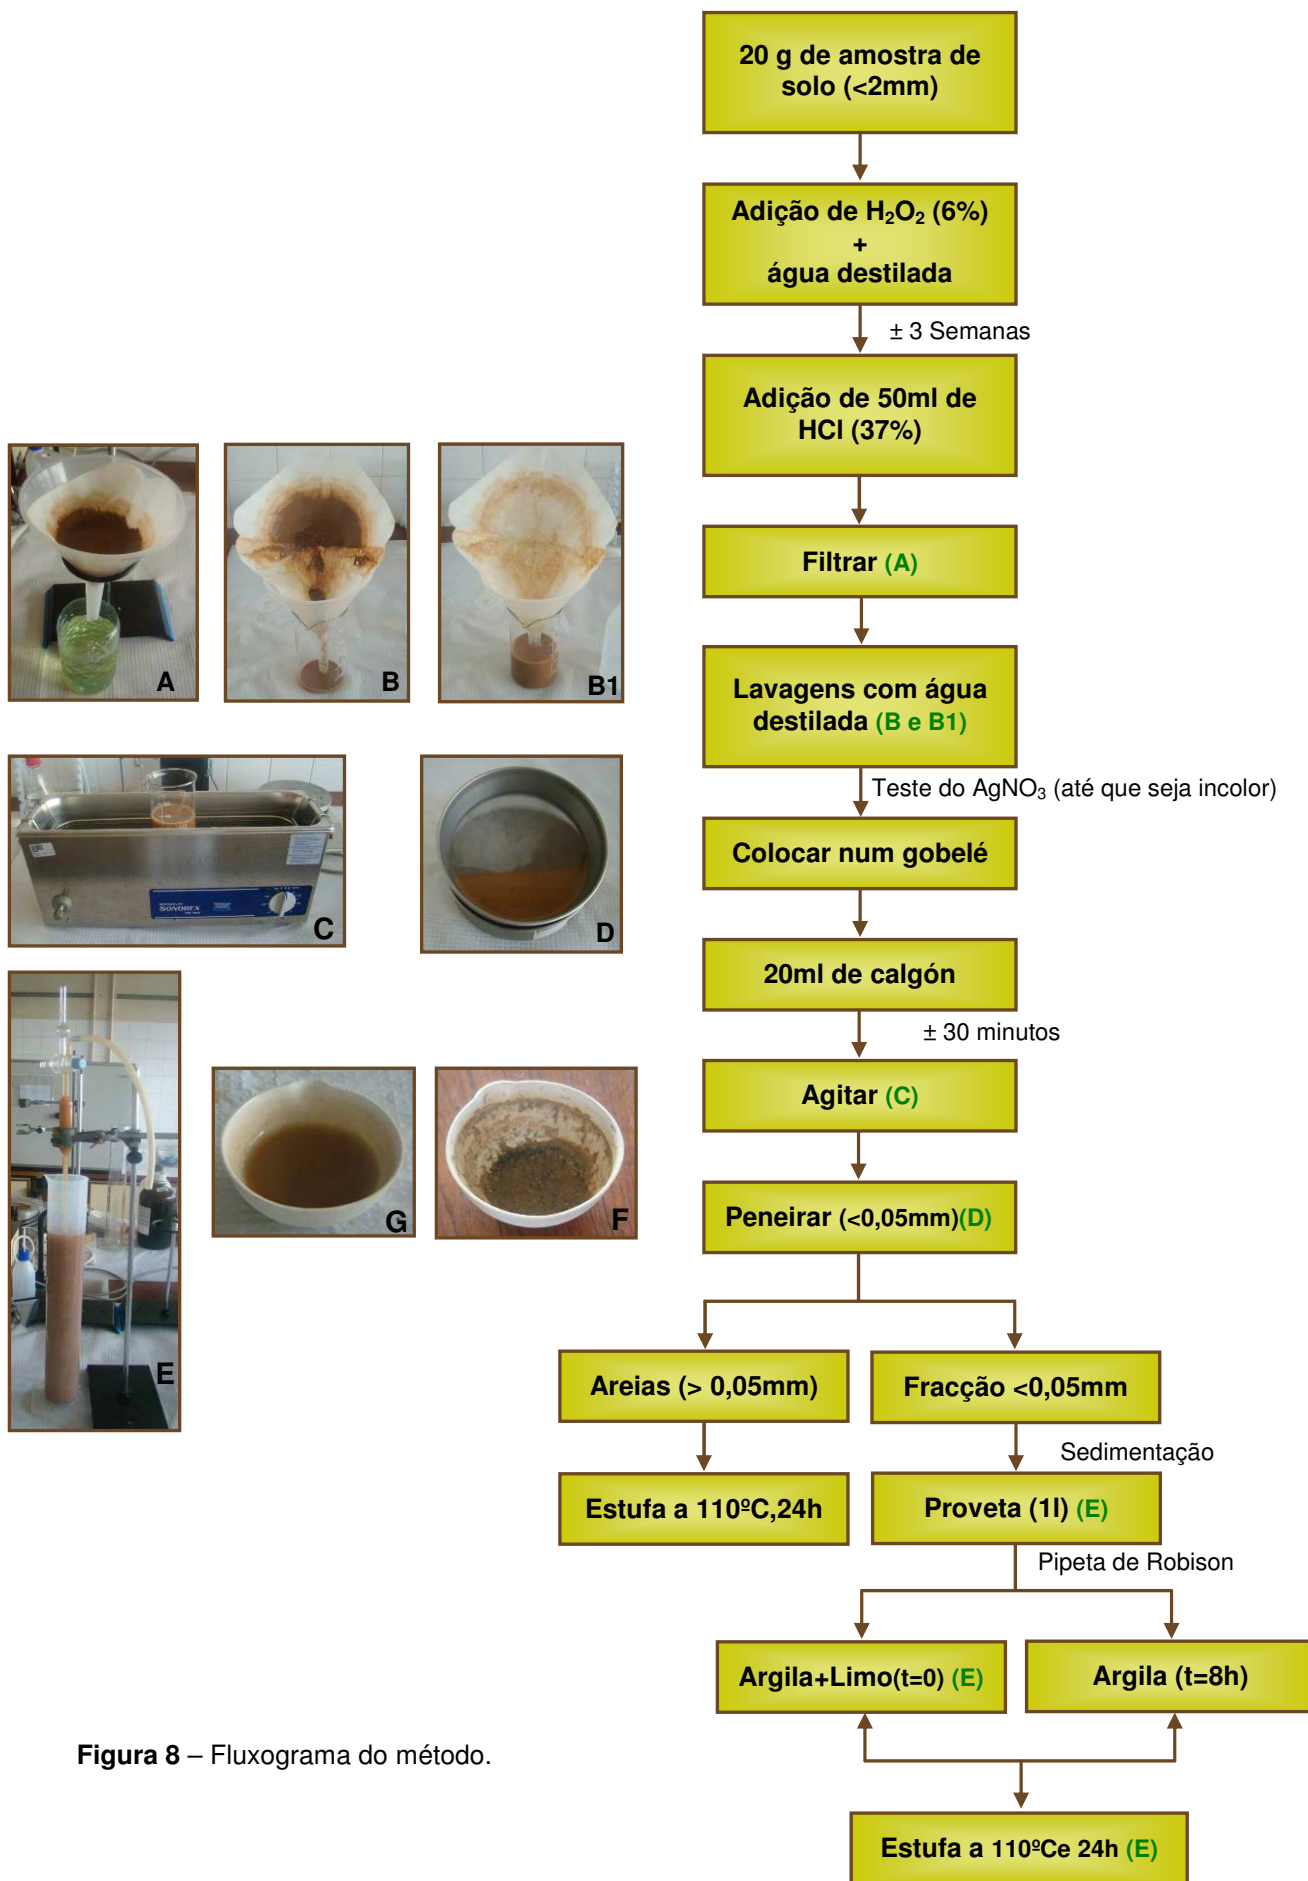 20 g de amostra de
solo (<2mm)
Adição de H₂O₂ (6%)
+
água destilada
± 3 Semanas
Adição de 50ml de
HCl (37%)
Filtrar (A)
Lavagens com água
destilada (B e B1)
Teste do AgNO₃ (até que seja incolor)
Colocar num gobelé
20ml de calgón
± 30 minutos
Agitar (C)
Peneirar (<0,05mm)(D)
Areias (> 0,05mm)
Fracção <0,05mm
Sedimentação
Estufa a 110ºC,24h
Proveta (1l) (E)
Pipeta de Robison
Argila+Limo(t=0) (E)
Argila (t=8h)
Estufa a 110ºCe 24h (E)
A
B
B1
C
SONOREX
D
E
G
F
Figura 8 – Fluxograma do método.